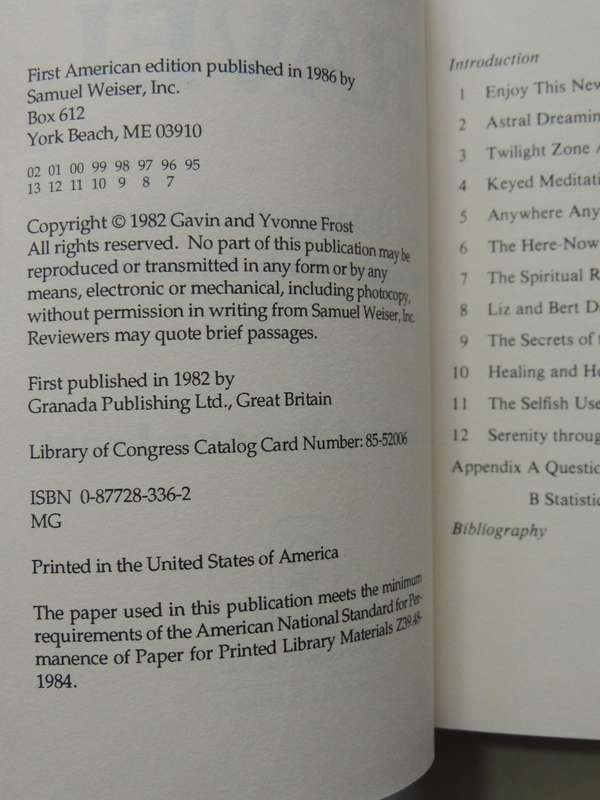 First American edition published in 1986 by
Samuel Weiser, Inc.
Box 612
York Beach, ME 03910
02 01 00 99 98 97 96 95
13 12 11 10 9 8 7
Copyright © 1982 Gavin and Yvonne Frost
All rights reserved. No part of this publication may be
reproduced or transmitted in any form or by any
means, electronic or mechanical, including photocopy,
without permission in writing from Samuel Weiser, Inc.
Reviewers may quote brief passages.
First published in 1982 by
Granada Publishing Ltd., Great Britain
Library of Congress Catalog Card Number: 85-52006
ISBN 0-87728-336-2
MG
Printed in the United States of America
The paper used in this publication meets the minimum
requirements of the American National Standard for Per-
manence of Paper for Printed Library Materials Z39.48-
1984.
Introduction
1 Enjoy This New
2 Astral Dreamin
3 Twilight Zone A
4 Keyed Meditati
5 Anywhere Any
6 The Here-Now
7 The Spiritual R
8 Liz and Bert D
9 The Secrets of
10 Healing and He
11 The Selfish Use
12 Serenity throug
Appendix A Questio
B Statistic
Bibliography